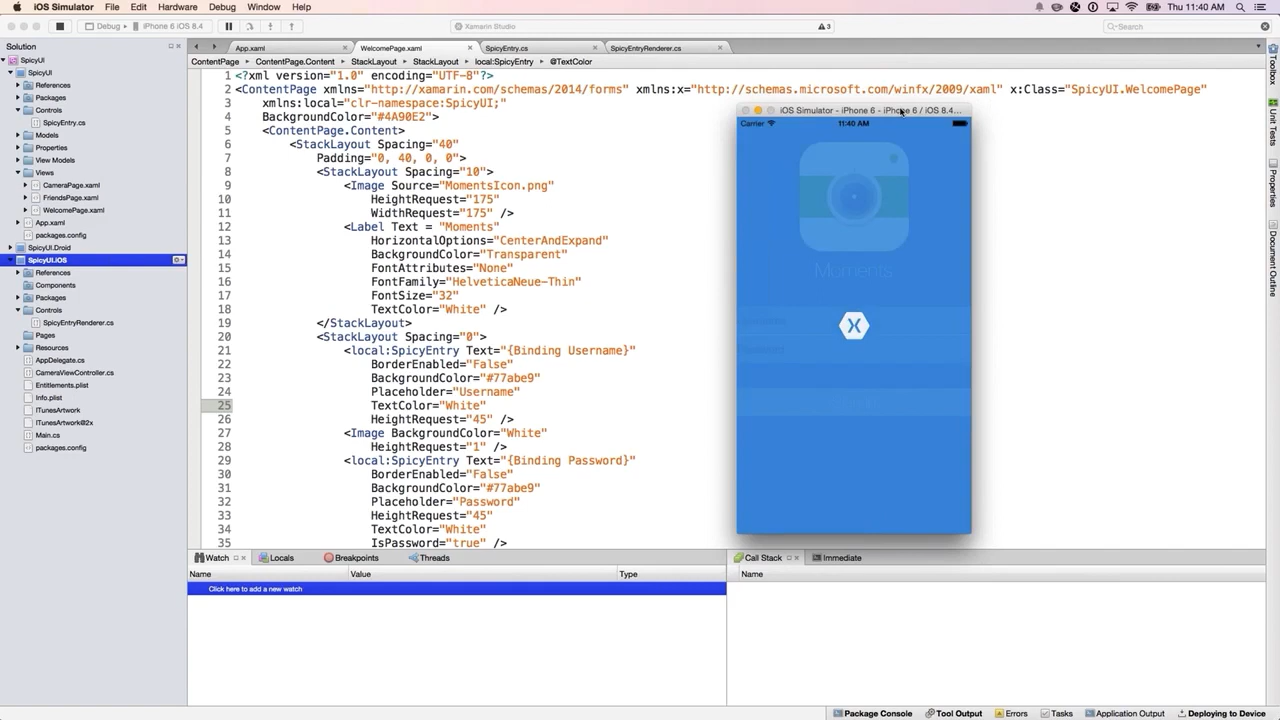 iOS Simulator File Edit Hardware Debug Window Help Thu 11:40 AM
Debug iPhone 6 iOS 8.4 Xamarin Studio 3 Search
Solution
SpicyUI
SpicyUI
References
Packages
Controls
SpicyEntry.cs
Models
Properties
View Models
Views
CameraPage.xaml
FriendsPage.xaml
WelcomePage.xaml
App.xaml
packages.config
SpicyUI.Droid
SpicyUI.iOS
References
Components
Packages
Controls
SpicyEntryRenderer.cs
Pages
Resources
AppDelegate.cs
CameraViewController.cs
Entitlements.plist
Info.plist
iTunesArtwork
iTunesArtwork@2x
Main.cs
packages.config
App.xaml WelcomePage.xaml SpicyEntry.cs SpicyEntryRenderer.cs
ContentPage ContentPage.Content StackLayout StackLayout local:SpicyEntry @TextColor
1 <?xml version="1.0" encoding="UTF-8"?>
2 <ContentPage xmlns="http://xamarin.com/schemas/2014/forms" xmlns:x="http://schemas.microsoft.com/winfx/2009/xaml" x:Class="SpicyUI.WelcomePage"
3 xmlns:local="clr-namespace:SpicyUI;"
4 BackgroundColor="#4A90E2">
5 <ContentPage.Content>
6 <StackLayout Spacing="40"
7 Padding="0, 40, 0, 0">
8 <StackLayout Spacing="10">
9 <Image Source="MomentsIcon.png"
10 HeightRequest="175"
11 WidthRequest="175" />
12 <Label Text = "Moments"
13 HorizontalOptions="CenterAndExpand"
14 BackgroundColor="Transparent"
15 FontAttributes="None"
16 FontFamily="HelveticaNeue-Thin"
17 FontSize="32"
18 TextColor="White" />
19 </StackLayout>
20 <StackLayout Spacing="0">
21 <local:SpicyEntry Text="{Binding Username}"
22 BorderEnabled="False"
23 BackgroundColor="#77abe9"
24 Placeholder="Username"
25 TextColor="White"
26 HeightRequest="45" />
27 <Image BackgroundColor="White"
28 HeightRequest="1" />
29 <local:SpicyEntry Text="{Binding Password}"
30 BorderEnabled="False"
31 BackgroundColor="#77abe9"
32 Placeholder="Password"
33 HeightRequest="45"
34 TextColor="White"
35 IsPassword="true" />
iOS Simulator - iPhone 6 - iPhone 6 / iOS 8.4...
Carrier 11:40 AM
Moments
Toolbox
Unit Tests
Properties
Document Outline
Watch Locals Breakpoints Threads
Name Value Type
Click here to add a new watch
Call Stack Immediate
Name
Package Console Tool Output Errors Tasks Application Output Deploying to Device